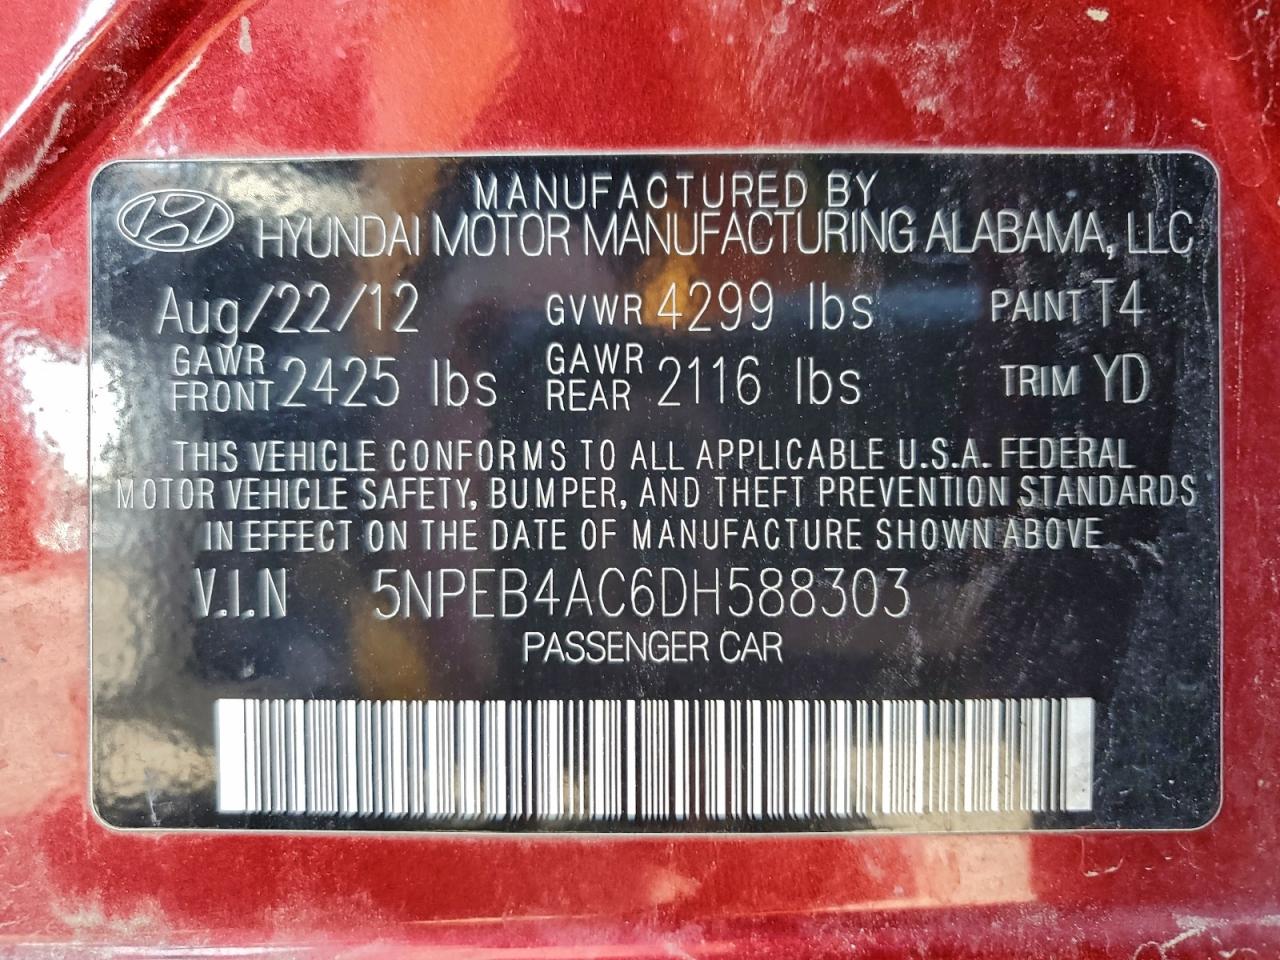 MANUFACTURED BY
HYUNDAI MOTOR MANUFACTURING ALABAMA, LLC
Aug/22/12 GVWR 4299 lbs PAINT T4
GAWR FRONT 2425 lbs GAWR REAR 2116 lbs TRIM YD
THIS VEHICLE CONFORMS TO ALL APPLICABLE U.S.A. FEDERAL
MOTOR VEHICLE SAFETY, BUMPER, AND THEFT PREVENTION STANDARDS
IN EFFECT ON THE DATE OF MANUFACTURE SHOWN ABOVE
V.I.N 5NPEB4AC6DH588303
PASSENGER CAR